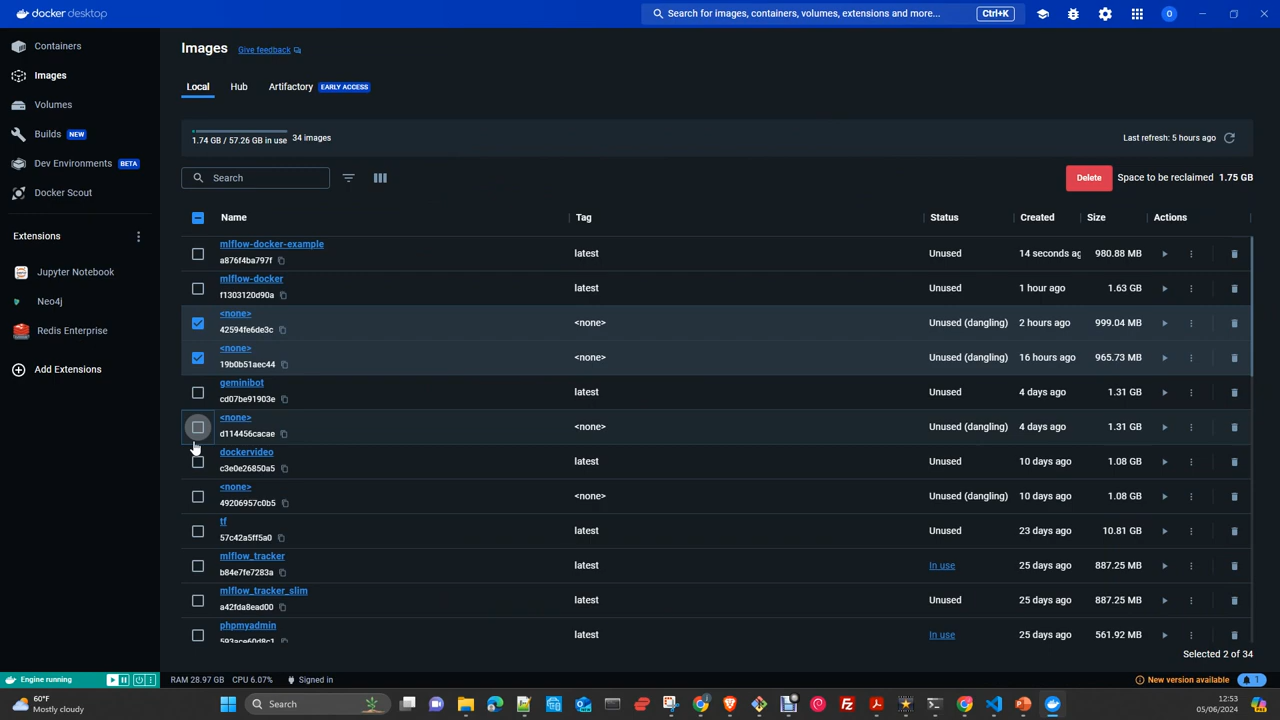 docker desktop
Search for images, containers, volumes, extensions and more... Ctrl+K
O
Containers
Images
Volumes
Builds NEW
Dev Environments BETA
Docker Scout
Extensions
Jupyter Notebook
Neo4j
Redis Enterprise
Add Extensions
Images Give feedback
Local Hub Artifactory EARLY ACCESS
1.74 GB / 57.26 GB in use 34 images Last refresh: 5 hours ago
Search Delete Space to be reclaimed 1.75 GB
Name Tag Status Created Size Actions
mlflow-docker-example
a876f4ba797f latest Unused 14 seconds ag 980.88 MB
mlflow-docker
f1303120d90a latest Unused 1 hour ago 1.63 GB
<none>
42594fe6de3c <none> Unused (dangling) 2 hours ago 999.04 MB
<none>
19b0b51aec44 <none> Unused (dangling) 16 hours ago 965.73 MB
geminibot
cd07be91903e latest Unused 4 days ago 1.31 GB
<none>
d114456cacae <none> Unused (dangling) 4 days ago 1.31 GB
dockervideo
c3e0e26850a5 latest Unused 10 days ago 1.08 GB
<none>
49206957c0b5 <none> Unused (dangling) 10 days ago 1.08 GB
tf
57c42a5ff5a0 latest Unused 23 days ago 10.81 GB
mlflow_tracker
b84e7fe7283a latest In use 25 days ago 887.25 MB
mlflow_tracker_slim
a42fda8ead00 latest Unused 25 days ago 887.25 MB
phpmyadmin
593ace60d8c1 latest In use 25 days ago 561.92 MB
Selected 2 of 34
Engine running RAM 28.97 GB CPU 6.07% Signed in New version available 1
60°F
Mostly cloudy
Search
12:53
05/06/2024